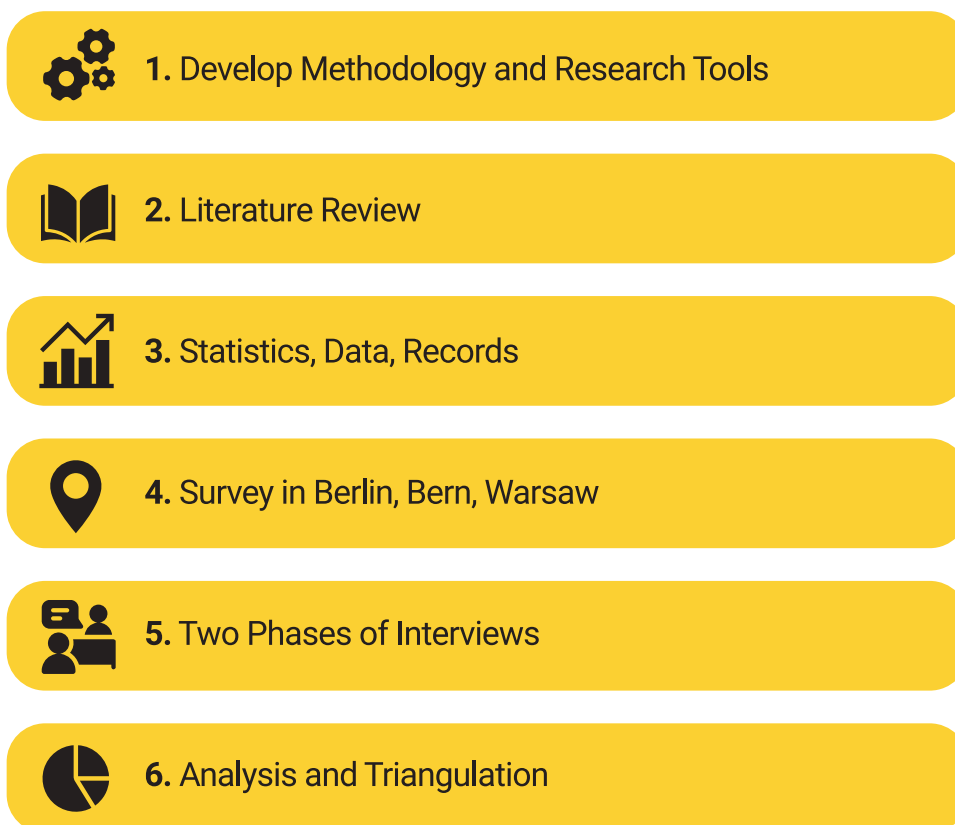 1. Develop Methodology and Research Tools
2. Literature Review
3. Statistics, Data, Records
4. Survey in Berlin, Bern, Warsaw
5. Two Phases of Interviews
6. Analysis and Triangulation